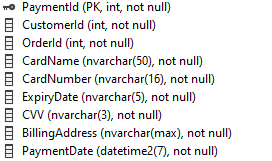 PaymentId (PK, int, not null)
CustomerId (int, not null)
OrderId (int, not null)
CardName (nvarchar(50), not null)
CardNumber (nvarchar(16), not null)
ExpiryDate (nvarchar(5), not null)
CVV (nvarchar(3), not null)
BillingAddress (nvarchar(max), not null)
PaymentDate (datetime2(7), not null)